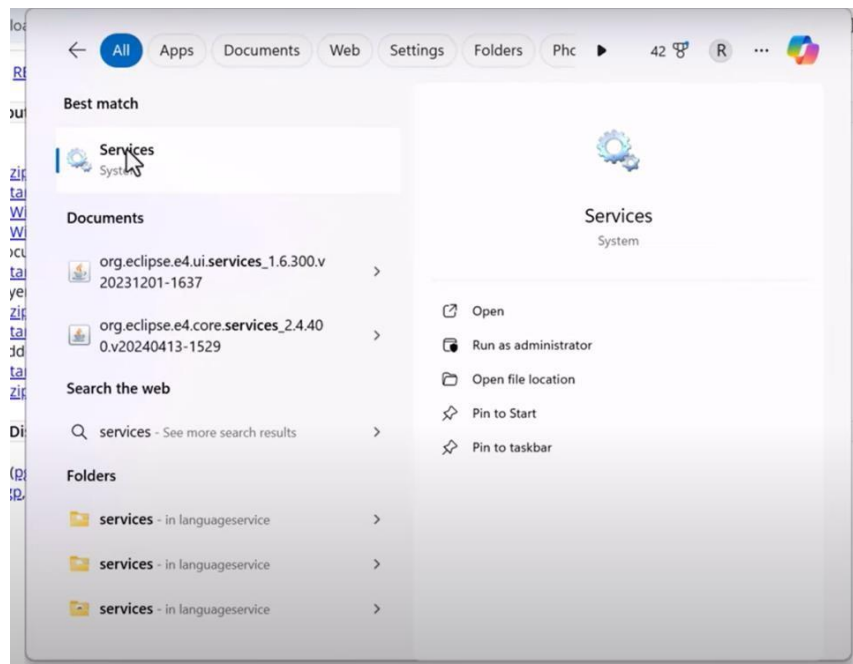 All Apps Documents Web Settings Folders Phc 42 R
Best match
Services
System
Documents
org.eclipse.e4.ui.services_1.6.300.v
20231201-1637
org.eclipse.e4.core.services_2.4.40
0.v20240413-1529
Search the web
services - See more search results
Folders
services - in languageservice
services - in languageservice
services - in languageservice
Services
System
Open
Run as administrator
Open file location
Pin to Start
Pin to taskbar